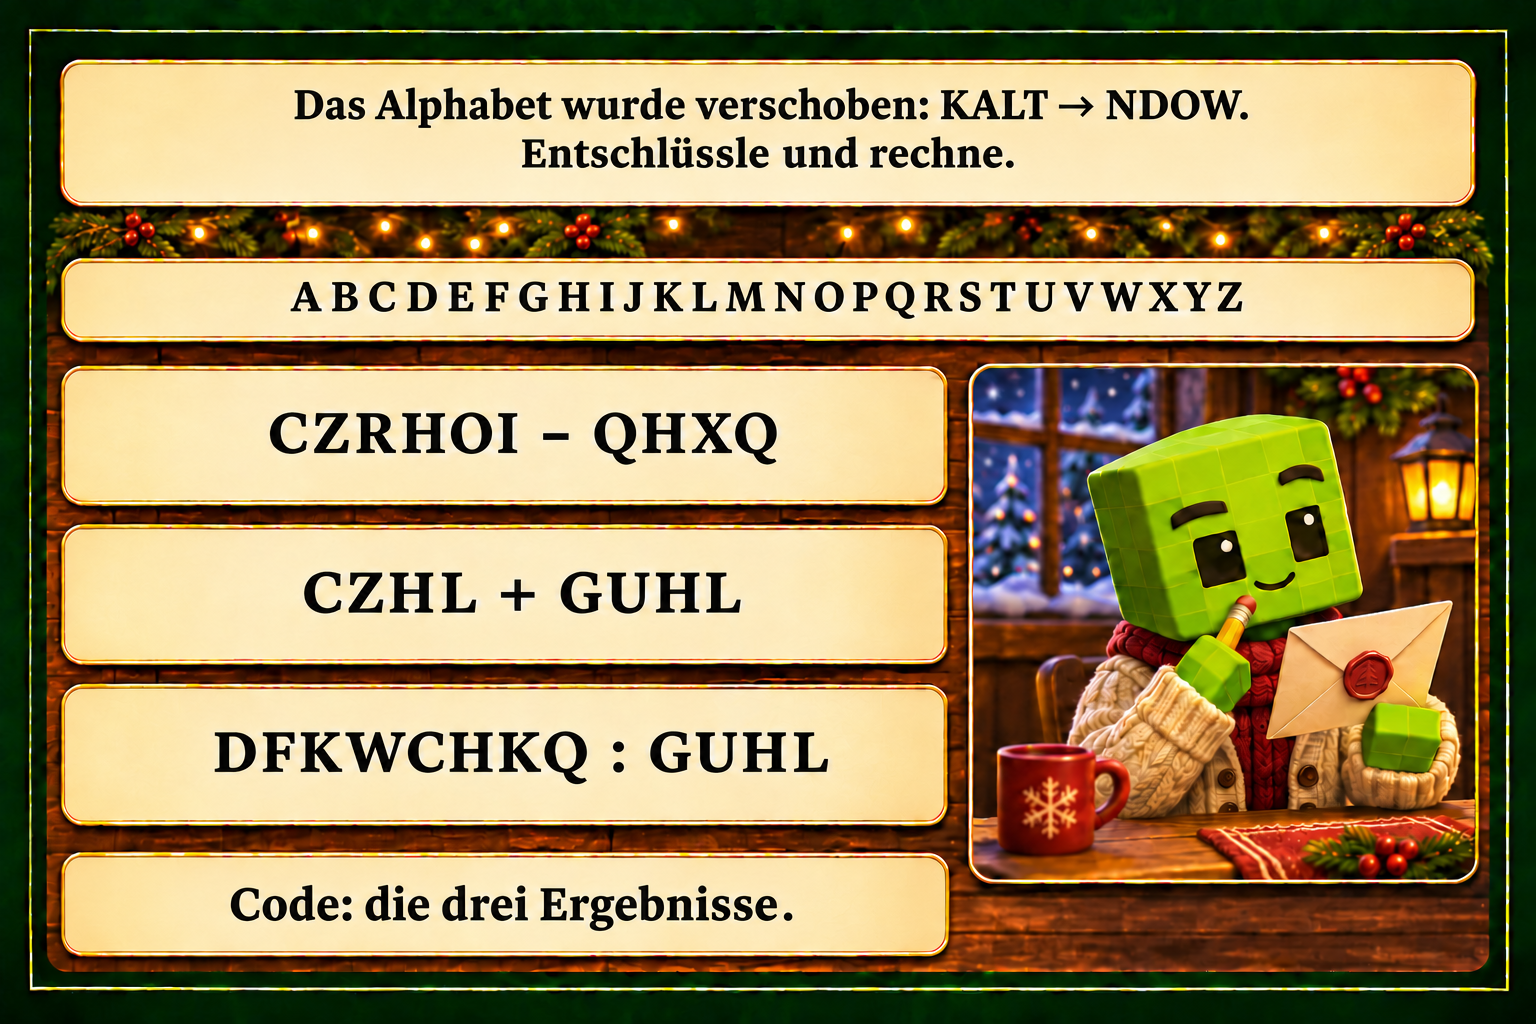 Das Alphabet wurde verschoben: KALT → NDOW.
Entschlüssle und rechne.
A B C D E F G H I J K L M N O P Q R S T U V W X Y Z
CZRHOI – QHXQ
CZHL + GUHL
DFKWCHKQ : GUHL
Code: die drei Ergebnisse.